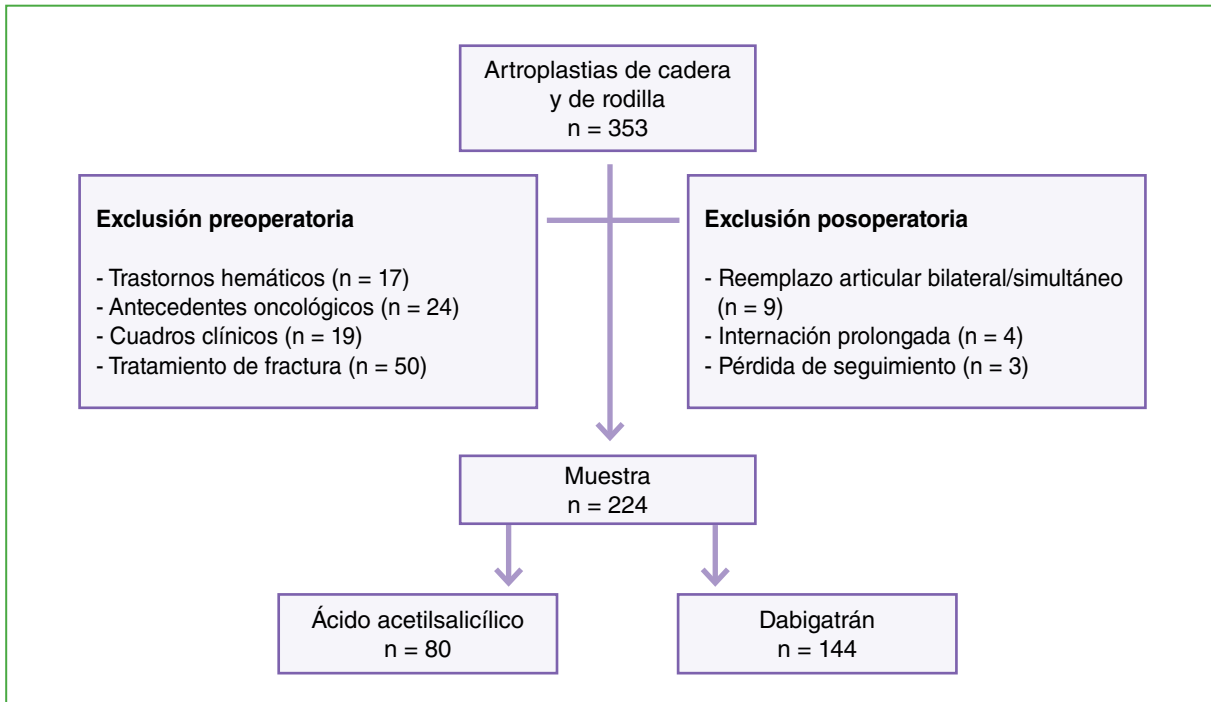 Artroplastias de cadera
y de rodilla
n = 353
Exclusión preoperatoria
- Trastornos hemáticos (n = 17)
- Antecedentes oncológicos (n = 24)
- Cuadros clínicos (n = 19)
- Tratamiento de fractura (n = 50)
Exclusión posoperatoria
- Reemplazo articular bilateral/simultáneo
(n = 9)
- Internación prolongada (n = 4)
- Pérdida de seguimiento (n = 3)
Muestra
n = 224
Ácido acetilsalicílico
n = 80
Dabigatrán
n = 144